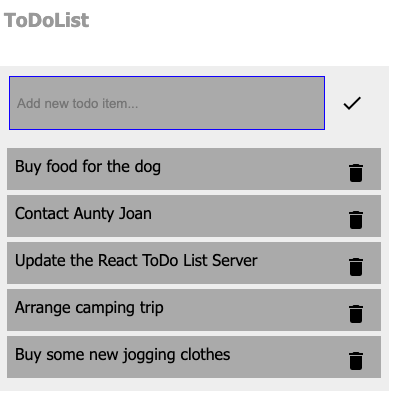 ToDoList
Add new todo item...
Buy food for the dog
Contact Aunty Joan
Update the React ToDo List Server
Arrange camping trip
Buy some new jogging clothes